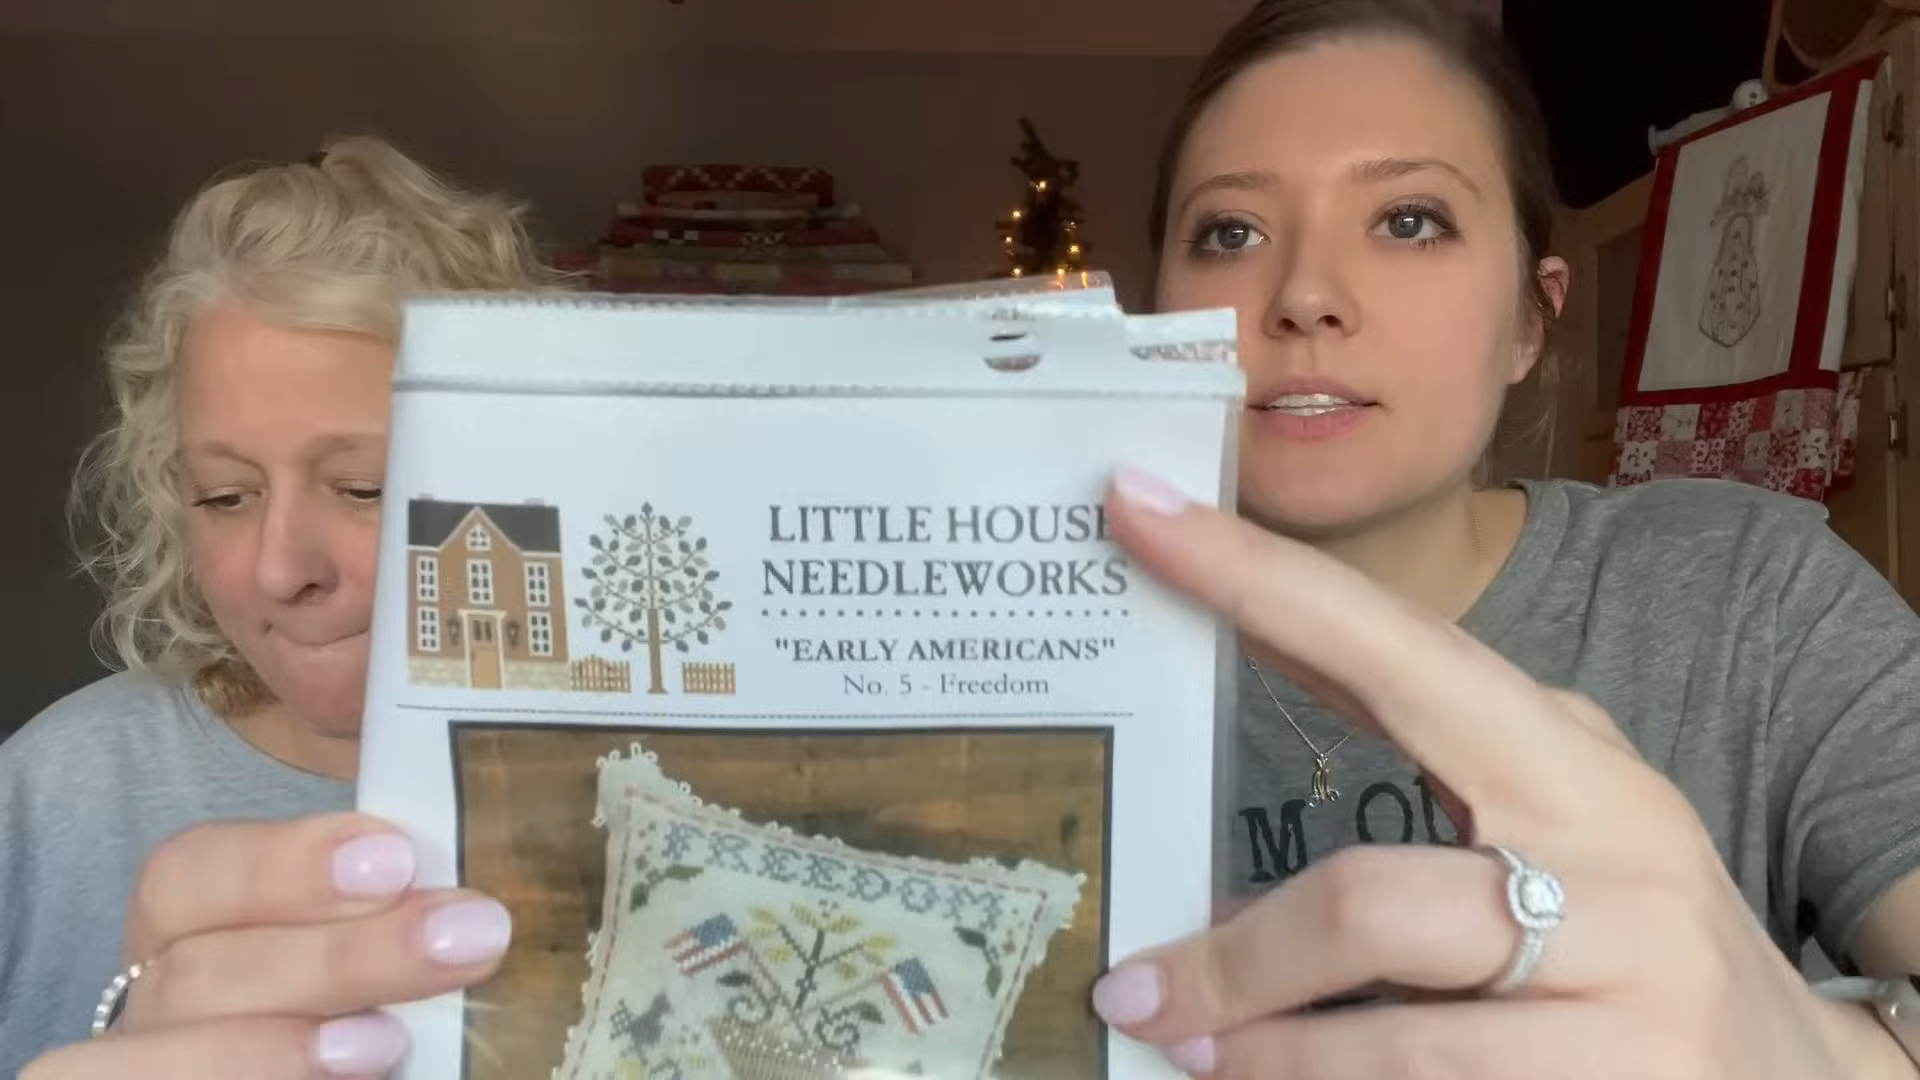 LITTLE HOUSE
NEEDLEWORKS
"EARLY AMERICANS"
No. 5 - Freedom
FREEDOM